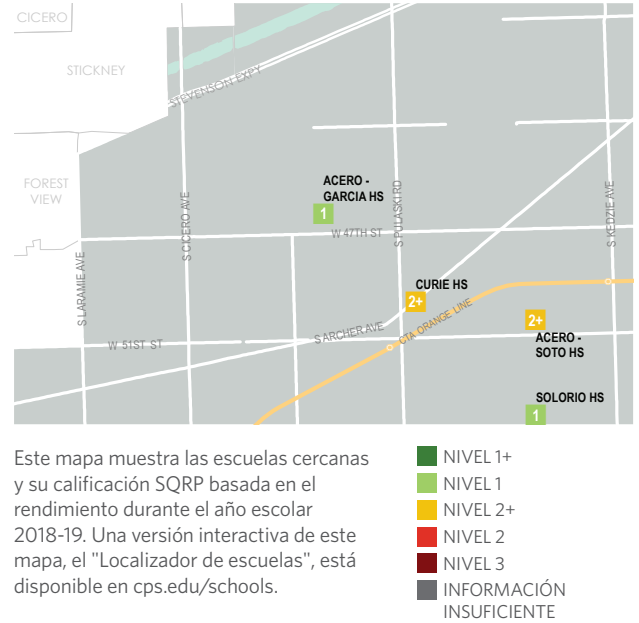 CICERO
STICKNEY
STEVENSON EXPY
FOREST
VIEW
ACERO -
GARCIA HS
1
S LARAMIE AVE
S CICERO AVE
S PULASKI RD
S KEDZIE AVE
W 47TH ST
CURIE HS
2+
CTA ORANGE LINE
S ARCHER AVE
W 51ST ST
2+
ACERO -
SOTO HS
SOLORIO HS
1
Este mapa muestra las escuelas cercanas
y su calificación SQRP basada en el
rendimiento durante el año escolar
2018-19. Una versión interactiva de este
mapa, el "Localizador de escuelas", está
disponible en cps.edu/schools.
NIVEL 1+
NIVEL 1
NIVEL 2+
NIVEL 2
NIVEL 3
INFORMACIÓN
INSUFICIENTE